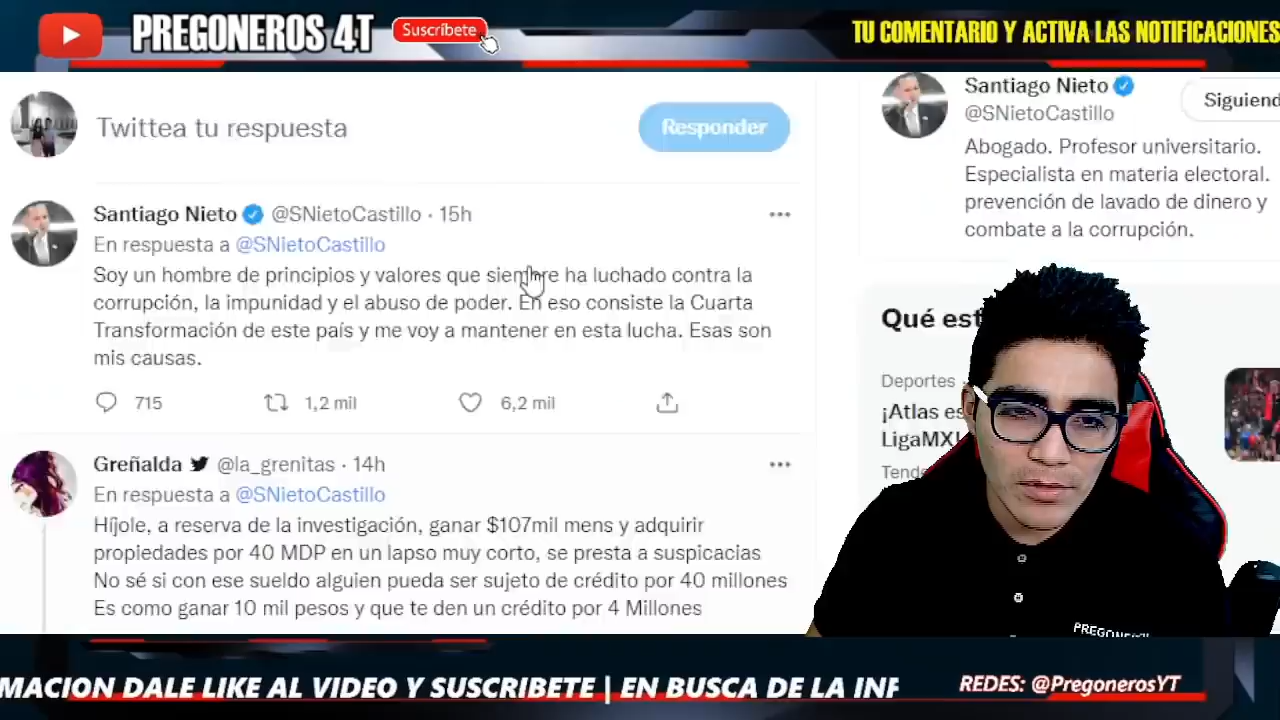 PREGONEROS 4T
Suscríbete
TU COMENTARIO Y ACTIVA LAS NOTIFICACIONES
Twittea tu respuesta
Responder
Santiago Nieto @SNietoCastillo · 15h
En respuesta a @SNietoCastillo
Soy un hombre de principios y valores que siempre ha luchado contra la
corrupción, la impunidad y el abuso de poder. En eso consiste la Cuarta
Transformación de este país y me voy a mantener en esta lucha. Esas son
mis causas.
715
1,2 mil
6,2 mil
Greñalda @la_grenitas · 14h
En respuesta a @SNietoCastillo
Híjole, a reserva de la investigación, ganar $107mil mens y adquirir
propiedades por 40 MDP en un lapso muy corto, se presta a suspicacias
No sé si con ese sueldo alguien pueda ser sujeto de crédito por 40 millones
Es como ganar 10 mil pesos y que te den un crédito por 4 Millones
Santiago Nieto
@SNietoCastillo
Siguiend
Abogado. Profesor universitario.
Especialista en materia electoral.
prevención de lavado de dinero y
combate a la corrupción.
Qué est
Deportes
¡Atlas es
LigaMX!
Tende
MACION DALE LIKE AL VIDEO Y SUSCRIBETE | EN BUSCA DE LA INF
REDES: @PregonerosYT